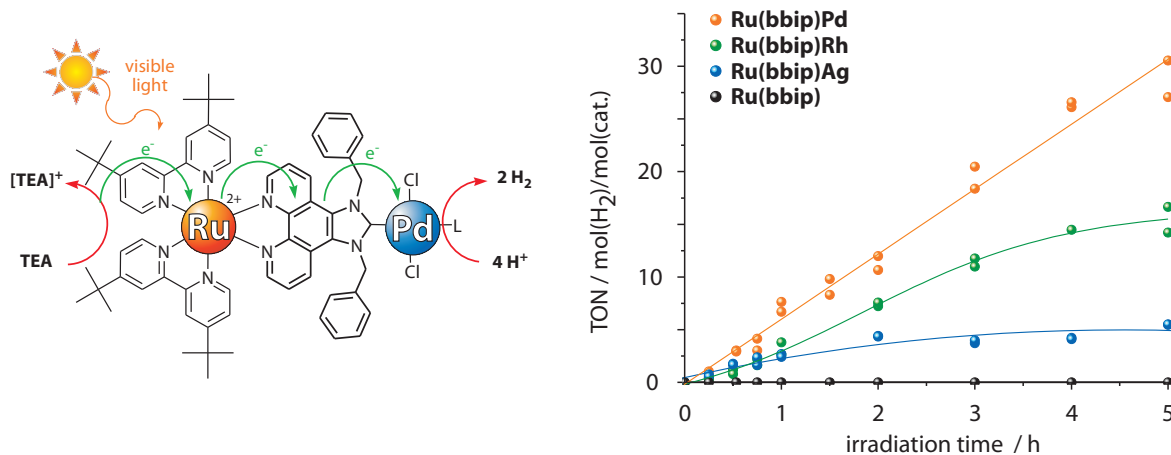 visible
light
e⁻
e⁻
e⁻
[TEA]⁺
TEA
N
N
N
N
N
N
N
N
Ru
2+
Cl
Pd
L
Cl
2 H₂
4 H⁺
Ru(bbip)Pd
Ru(bbip)Rh
Ru(bbip)Ag
Ru(bbip)
TON / mol(H₂)/mol(cat.)
30
20
10
0
0
1
2
3
4
5
irradiation time / h